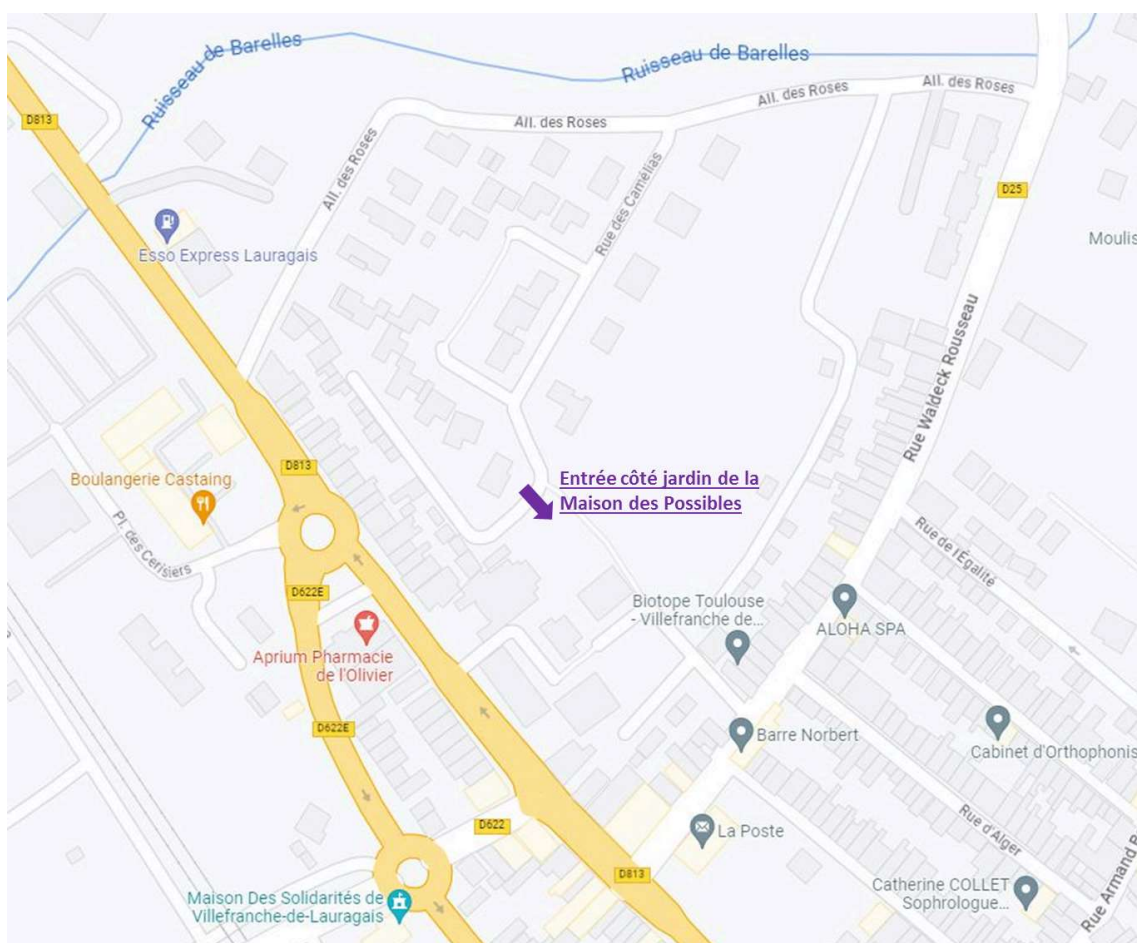 Ruisseau de Barelles
Ruisseau de Barelles
All. des Roses
All. des Roses
All. des Roses
All. des Roses
D813
D25
Rue des Camélias
Esso Express Lauragais
Moulis
Rue Waldeck Rousseau
D813
Boulangerie Castaing
Entrée côté jardin de la
Maison des Possibles
Pl. des Cerisiers
Rue de l'Égalité
D622E
Biotope Toulouse
- Villefranche de...
ALOHA SPA
Aprium Pharmacie
de l'Olivier
D622E
Barre Norbert
Cabinet d'Orthophonis
D622
La Poste
Rue d'Alger
D813
Maison Des Solidarités de
Villefranche-de-Lauragais
Catherine COLLET
Sophrologue...
Rue Armand B